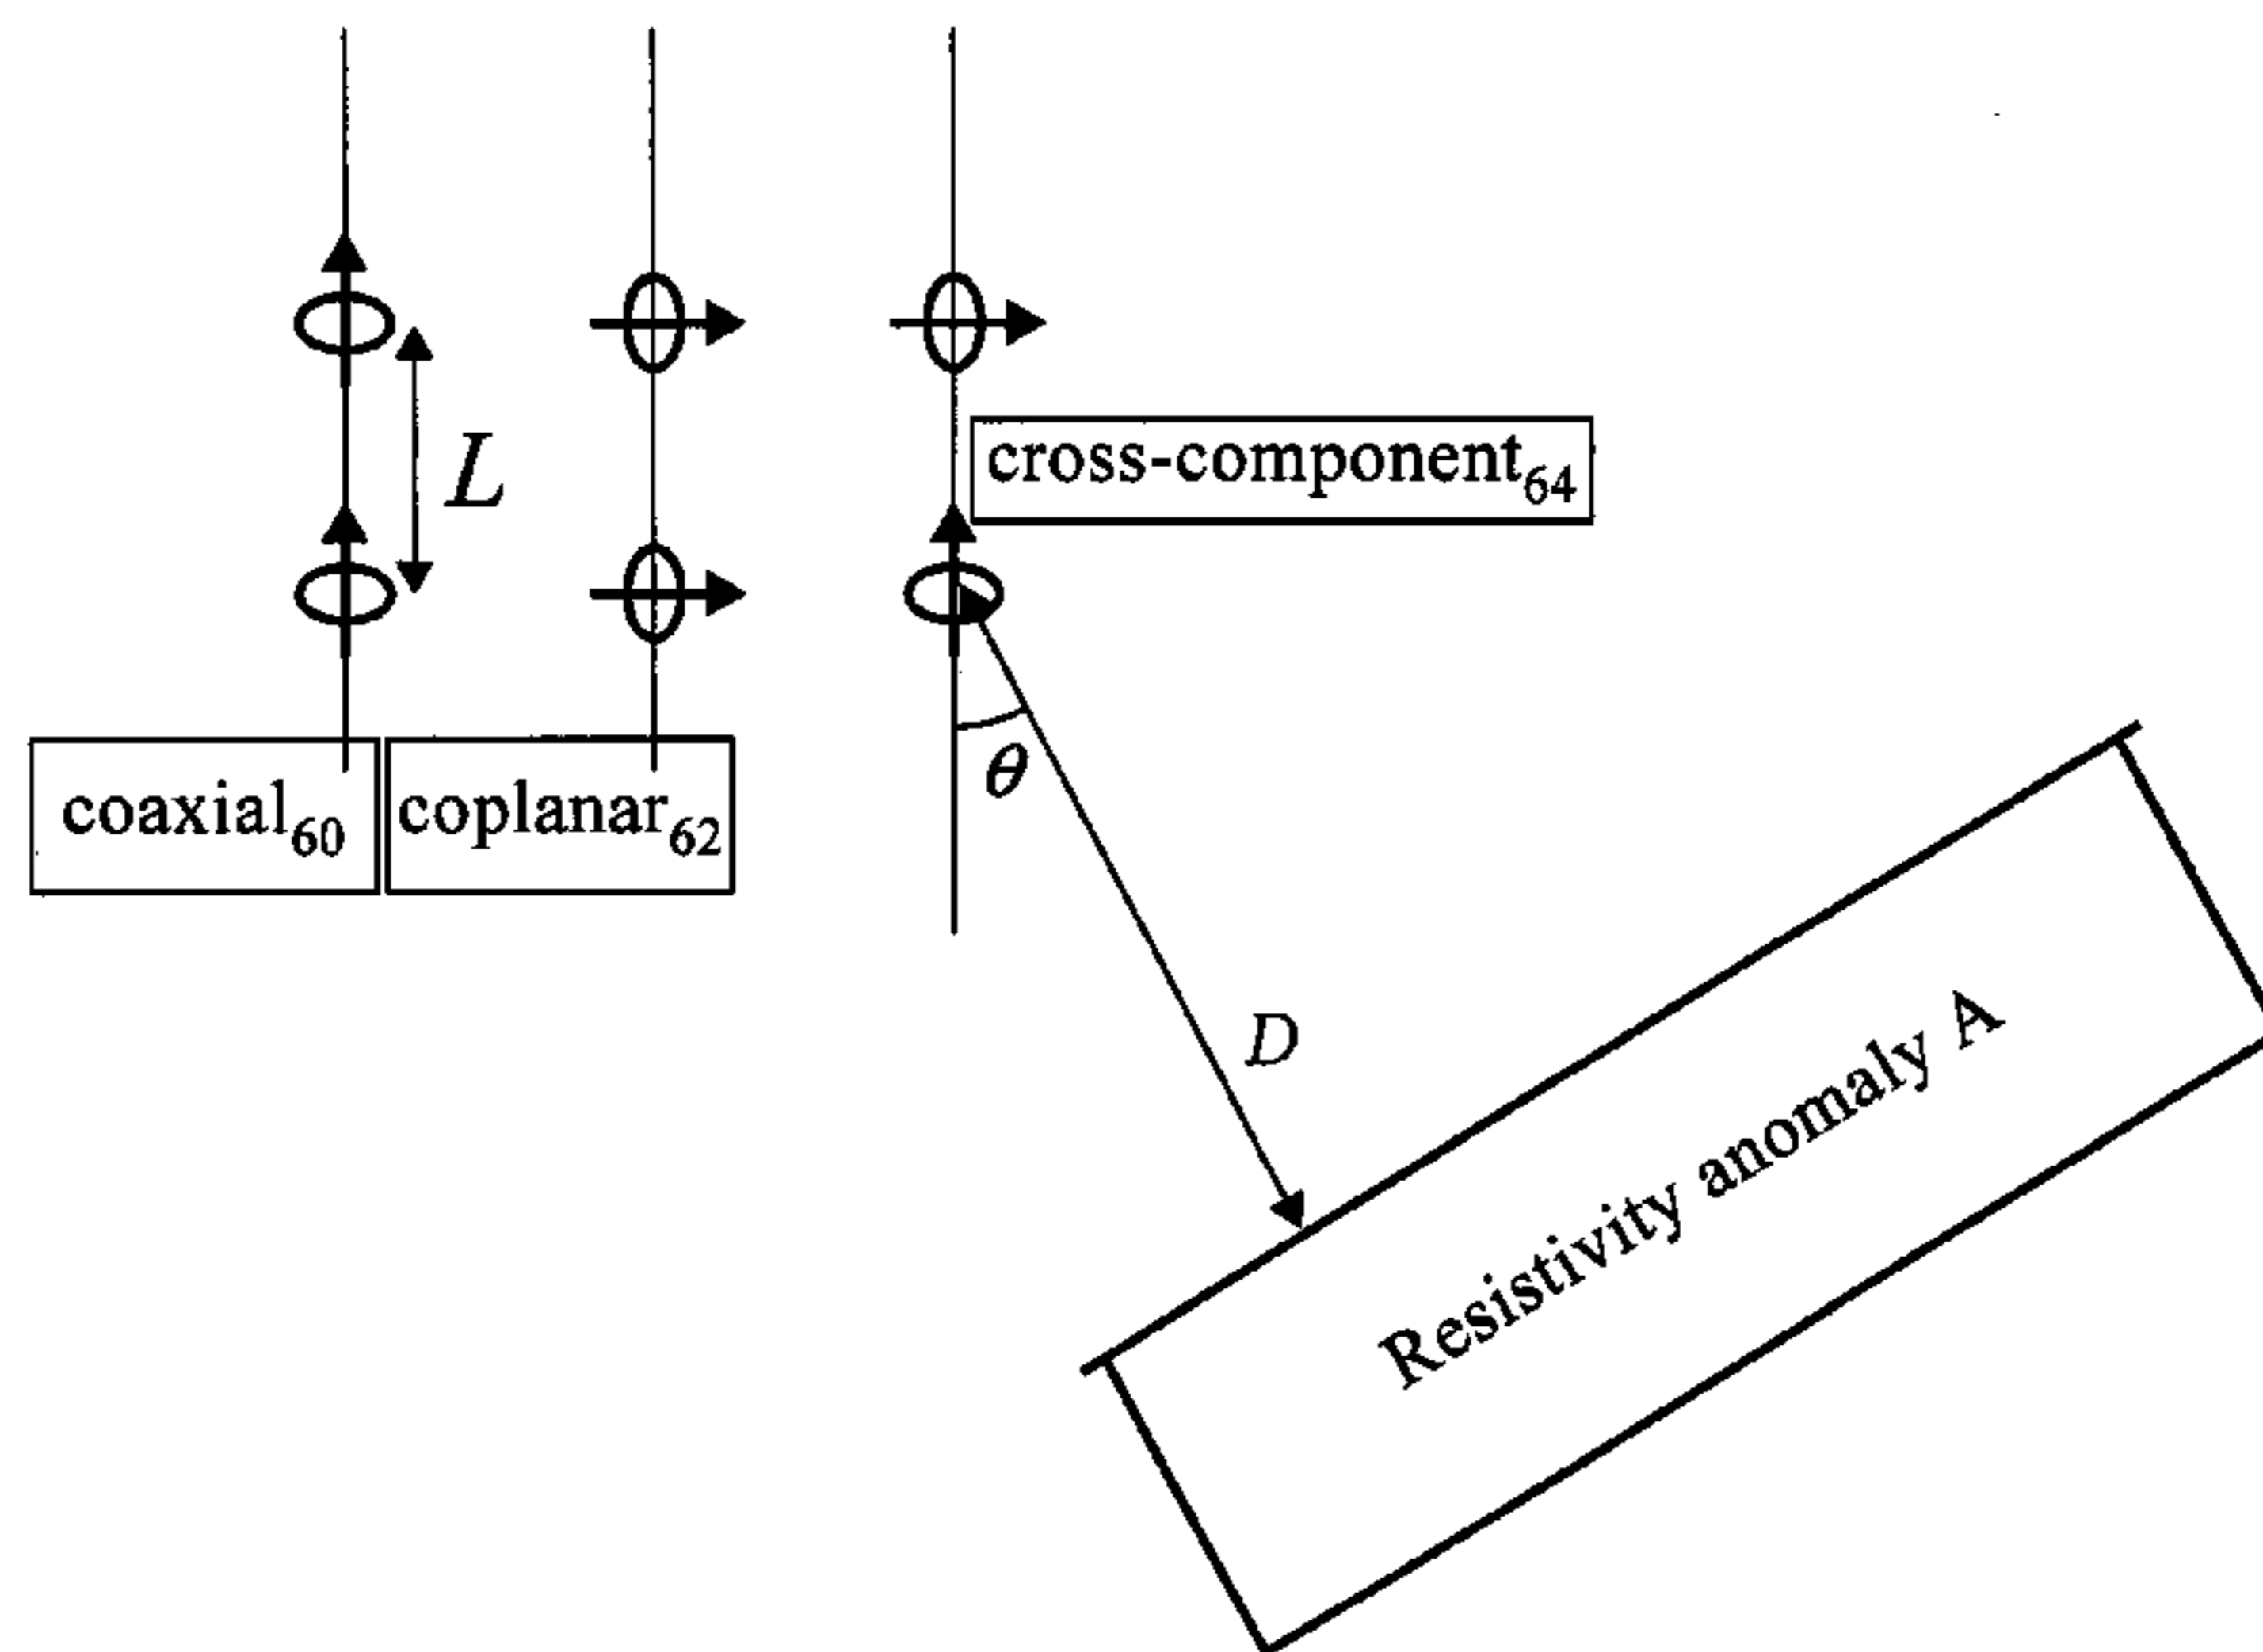 L
cross-component64
θ
coaxial60
coplanar62
D
Resistivity anomaly A